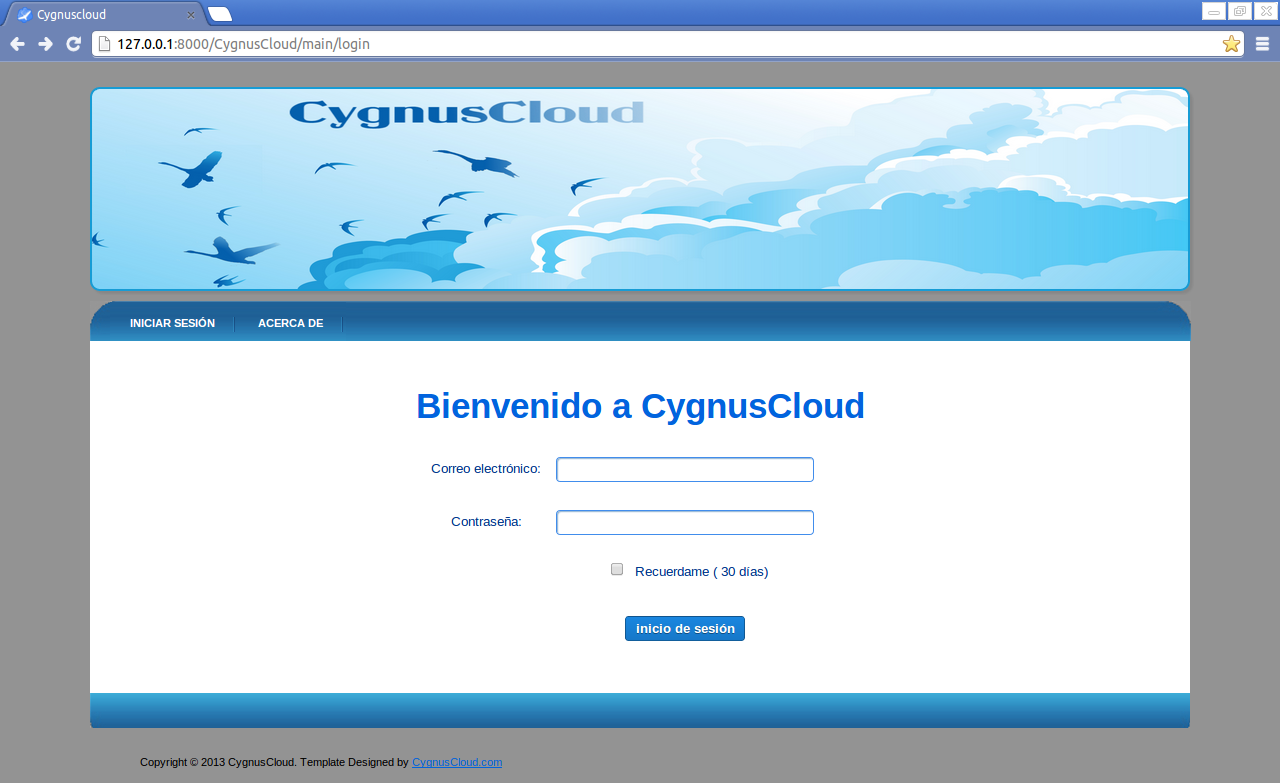 Cygnuscloud
127.0.0.1:8000/CygnusCloud/main/login
CygnusCloud
INICIAR SESIÓN
ACERCA DE
Bienvenido a CygnusCloud
Correo electrónico:
Contraseña:
Recuerdame ( 30 días)
inicio de sesión
Copyright © 2013 CygnusCloud. Template Designed by CygnusCloud.com